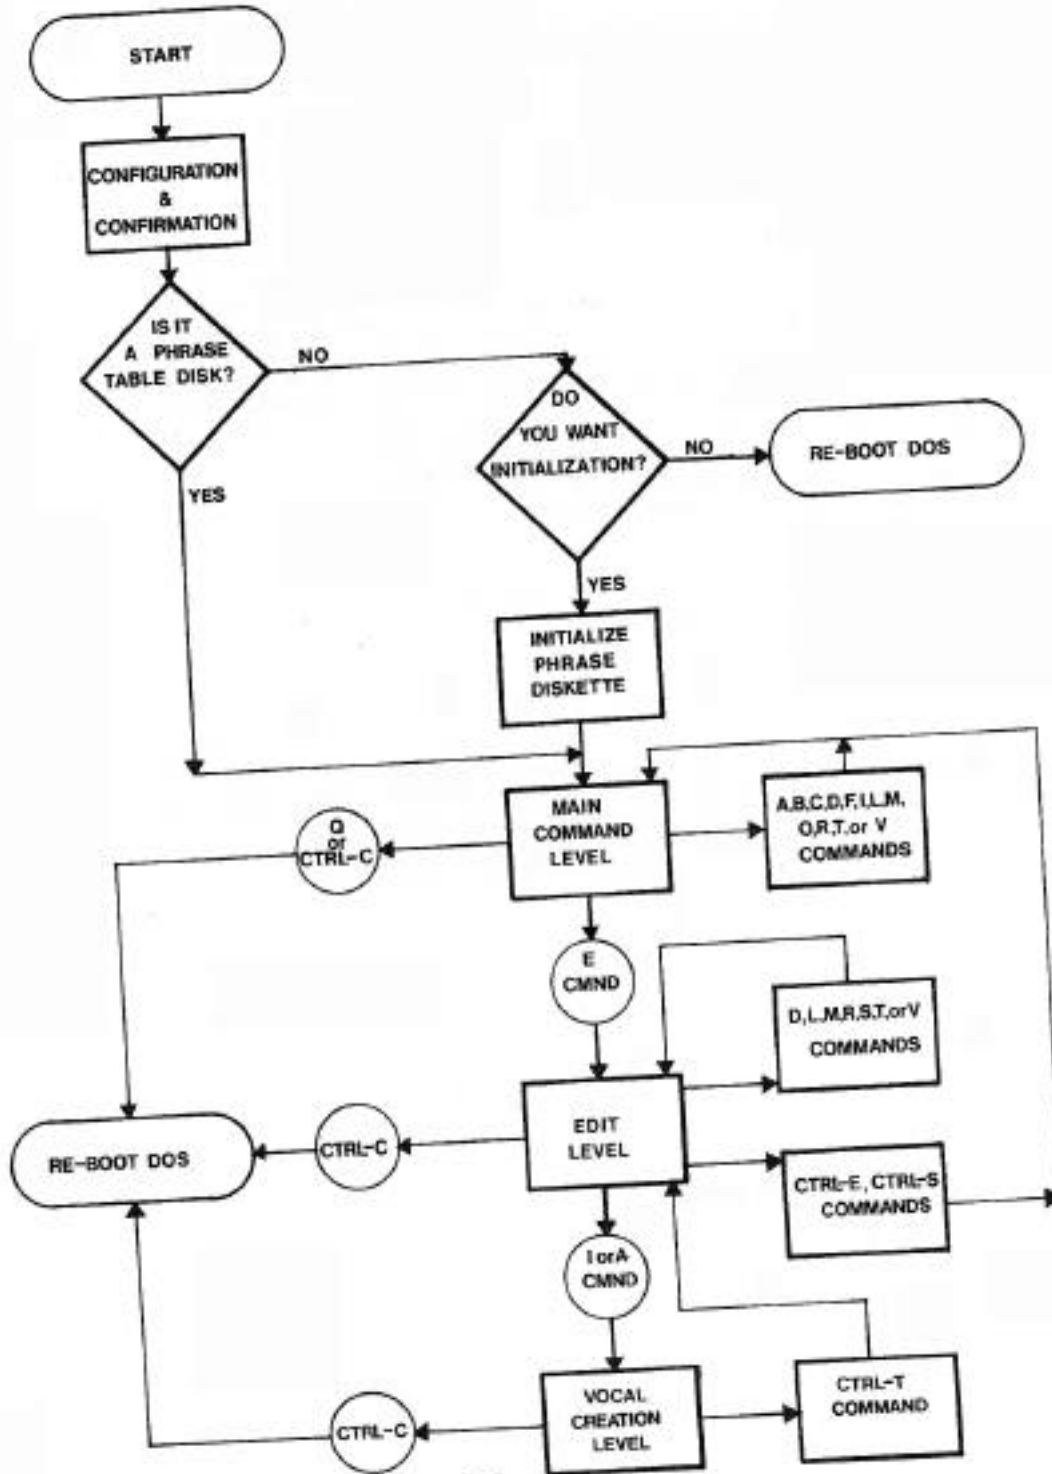 START
CONFIGURATION
&
CONFIRMATION
IS IT
A PHRASE
TABLE DISK?
NO
DO
YOU WANT
INITIALIZATION?
NO
RE-BOOT DOS
YES
YES
INITIALIZE
PHRASE
DISKETTE
MAIN
COMMAND
LEVEL
A,B,C,D,F,I,L,M,
O,R,T,or V
COMMANDS
Q
or
CTRL-C
E
CMND
D,L,M,R,S,T,orV
COMMANDS
EDIT
LEVEL
CTRL-C
RE-BOOT DOS
CTRL-E, CTRL-S
COMMANDS
I orA
CMND
VOCAL
CREATION
LEVEL
CTRL-T
COMMAND
CTRL-C